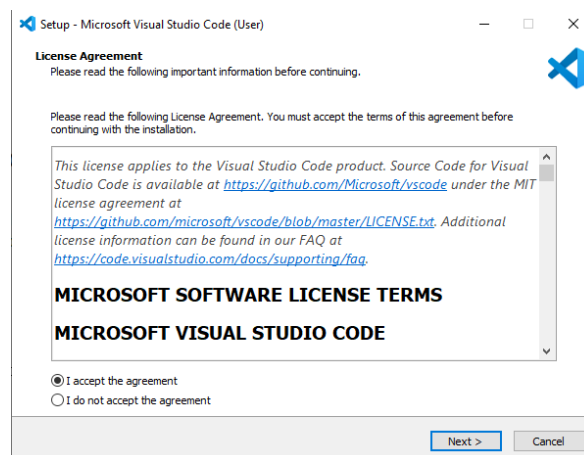 Setup - Microsoft Visual Studio Code (User)
License Agreement
Please read the following important information before continuing.
Please read the following License Agreement. You must accept the terms of this agreement before
continuing with the installation.
This license applies to the Visual Studio Code product. Source Code for Visual
Studio Code is available at https://github.com/Microsoft/vscode under the MIT
license agreement at
https://github.com/microsoft/vscode/blob/master/LICENSE.txt. Additional
license information can be found in our FAQ at
https://code.visualstudio.com/docs/supporting/faq.
MICROSOFT SOFTWARE LICENSE TERMS
MICROSOFT VISUAL STUDIO CODE
I accept the agreement
I do not accept the agreement
Next >
Cancel